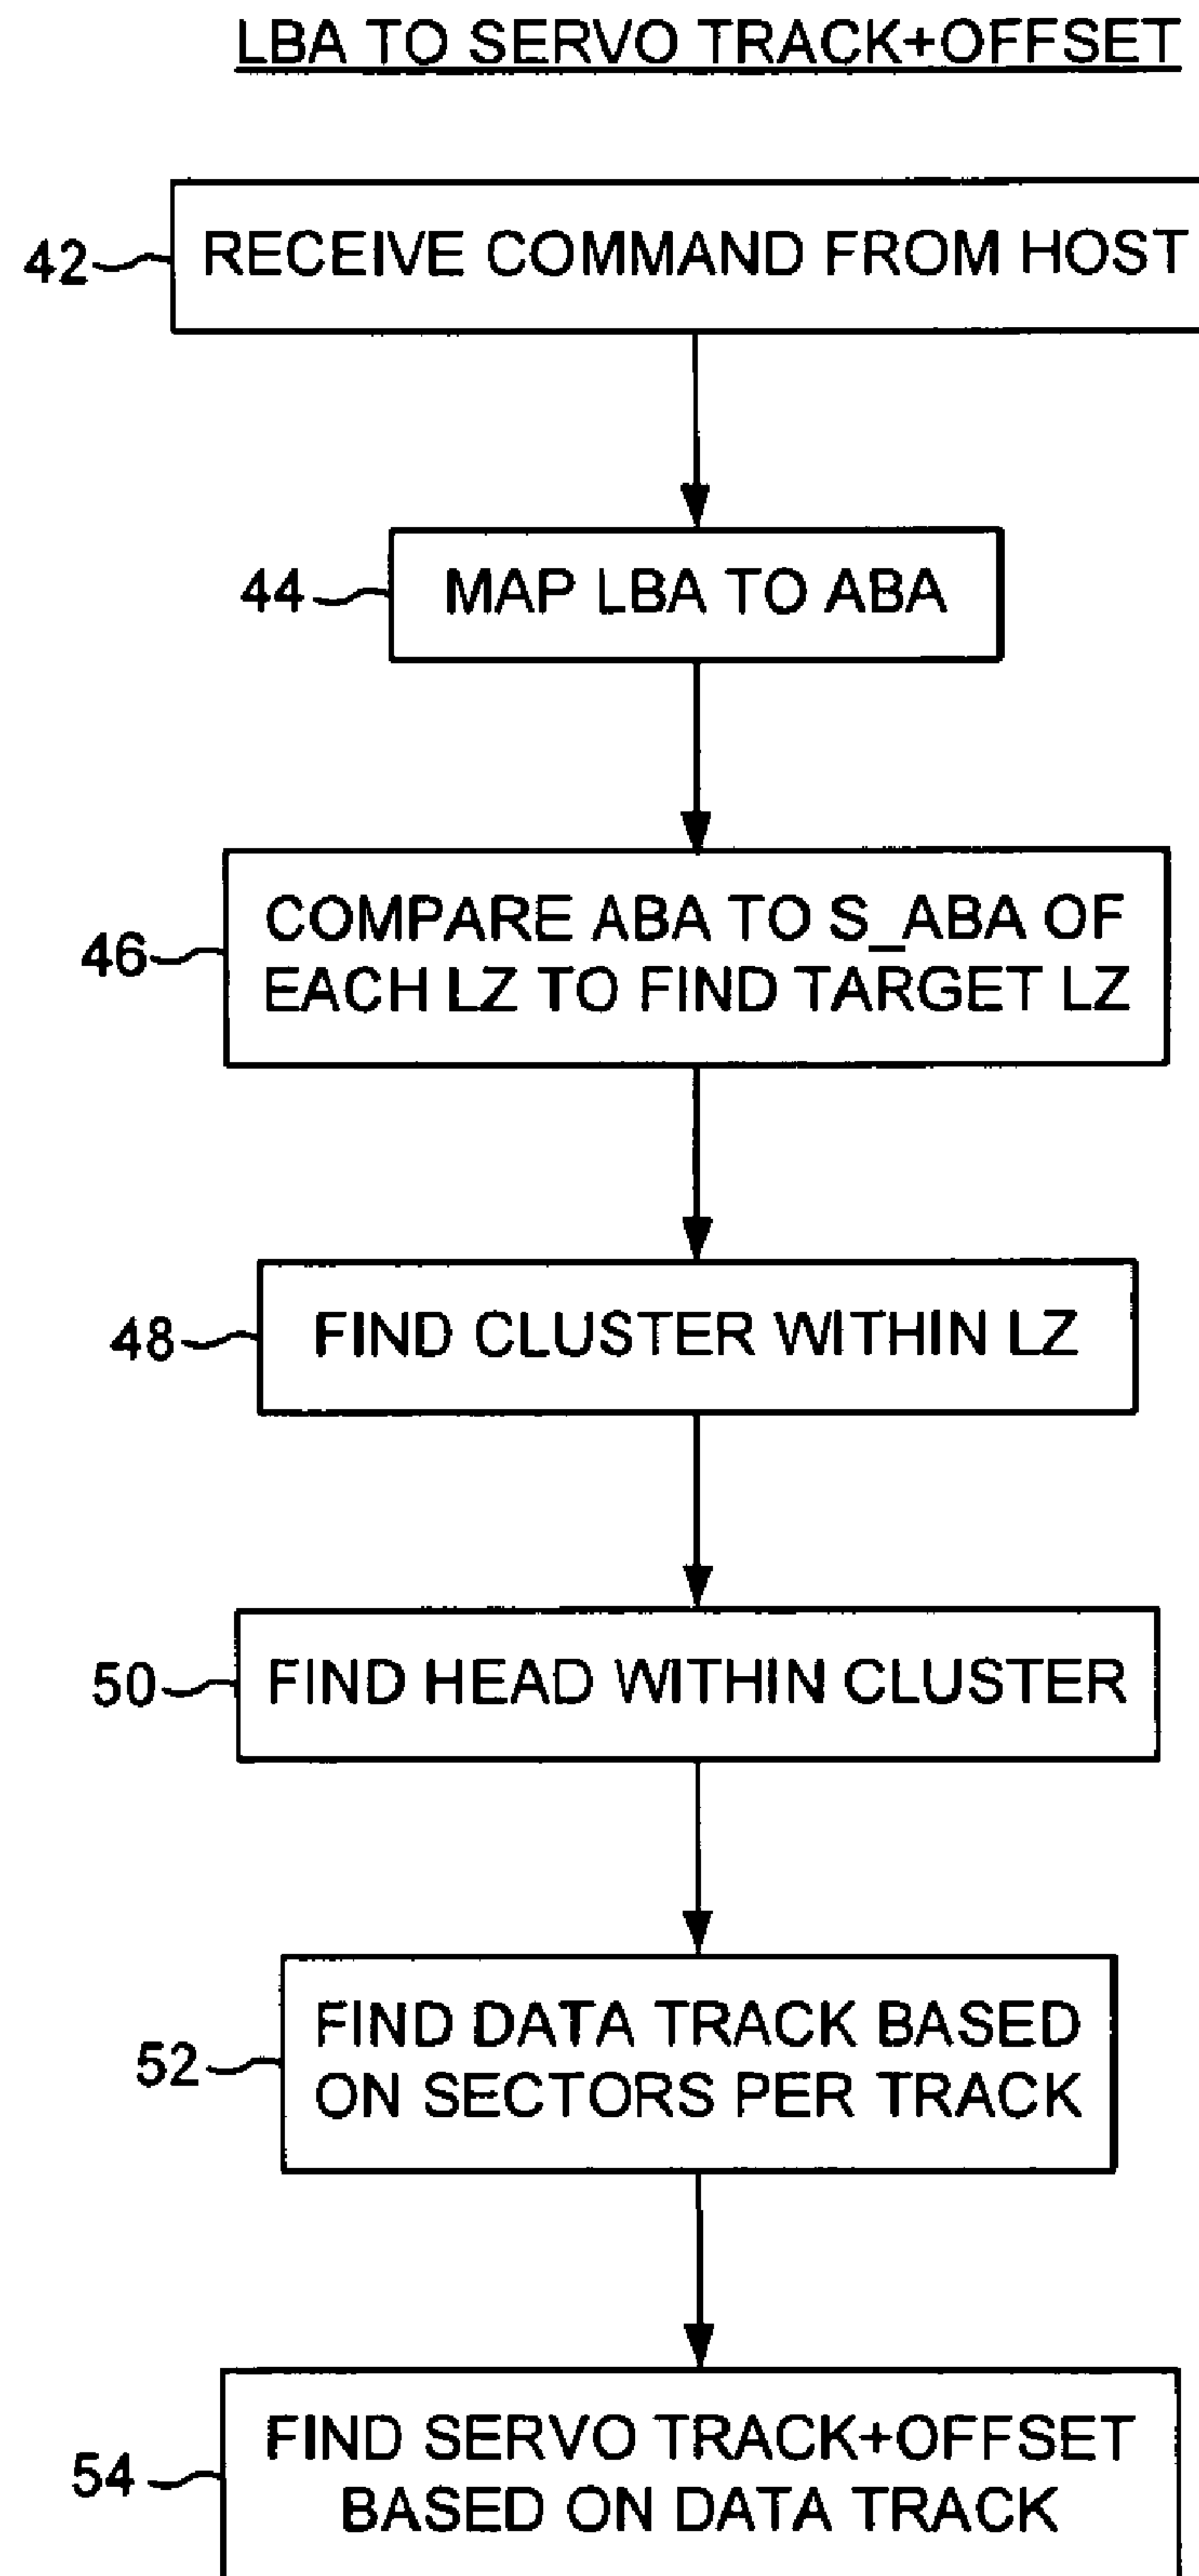 LBA TO SERVO TRACK+OFFSET
42
RECEIVE COMMAND FROM HOST
44
MAP LBA TO ABA
46
COMPARE ABA TO S_ABA OF
EACH LZ TO FIND TARGET LZ
48
FIND CLUSTER WITHIN LZ
50
FIND HEAD WITHIN CLUSTER
52
FIND DATA TRACK BASED
ON SECTORS PER TRACK
54
FIND SERVO TRACK+OFFSET
BASED ON DATA TRACK